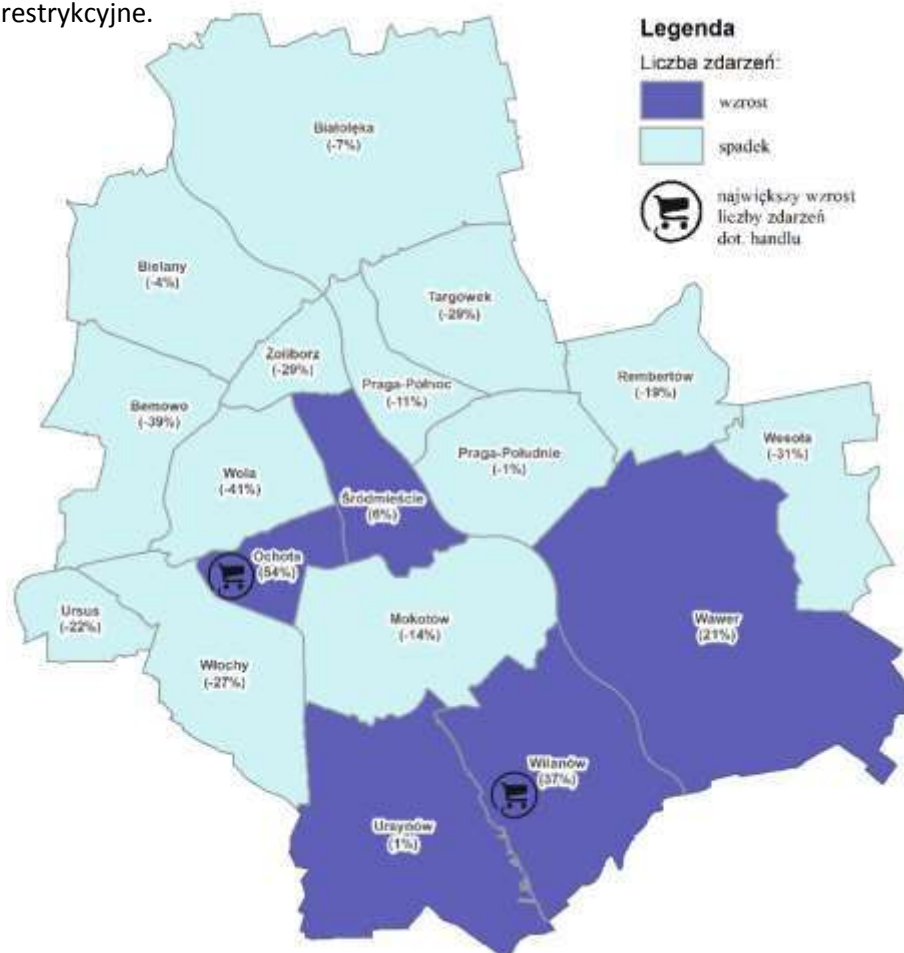 restrykcyjne.
Legenda
Liczba zdarzeń:
wzrost
spadek
największy wzrost
liczby zdarzeń
dot. handlu
Białołęka
(-7%)
Bielany
(-4%)
Targówek
(-29%)
Żoliborz
(-29%)
Praga-Północ
(-11%)
Rembertów
(-19%)
Bemowo
(-39%)
Wesoła
(-31%)
Praga-Południe
(-1%)
Wola
(-41%)
Śródmieście
(6%)
Ochota
(54%)
Ursus
(-22%)
Mokotów
(-14%)
Wawer
(21%)
Włochy
(-27%)
Wilanów
(37%)
Ursynów
(1%)